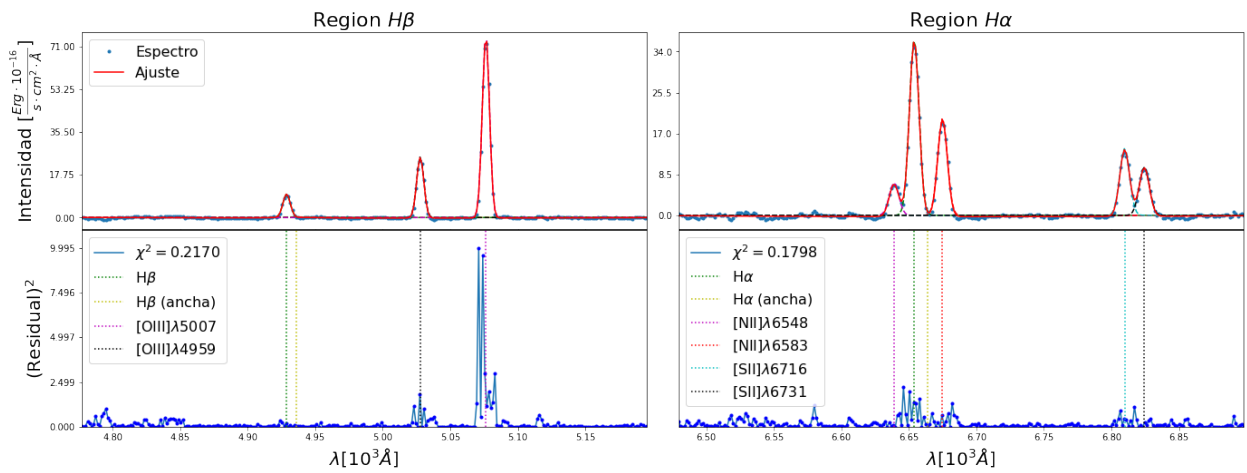 Region Hβ
Intensidad [Erg · 10⁻¹⁶ / s · cm² · Å]
71.00
53.25
35.50
17.75
0.00
Espectro
Ajuste
Region Hα
34.0
25.5
17.0
8.5
0.0
(Residual)²
9.995
7.496
4.997
2.499
0.000
χ² = 0.2170
Hβ
Hβ (ancha)
[OIII]λ5007
[OIII]λ4959
4.80
4.85
4.90
4.95
5.00
5.05
5.10
5.15
λ[10³Å]
χ² = 0.1798
Hα
Hα (ancha)
[NII]λ6548
[NII]λ6583
[SII]λ6716
[SII]λ6731
6.50
6.55
6.60
6.65
6.70
6.75
6.80
6.85
λ[10³Å]